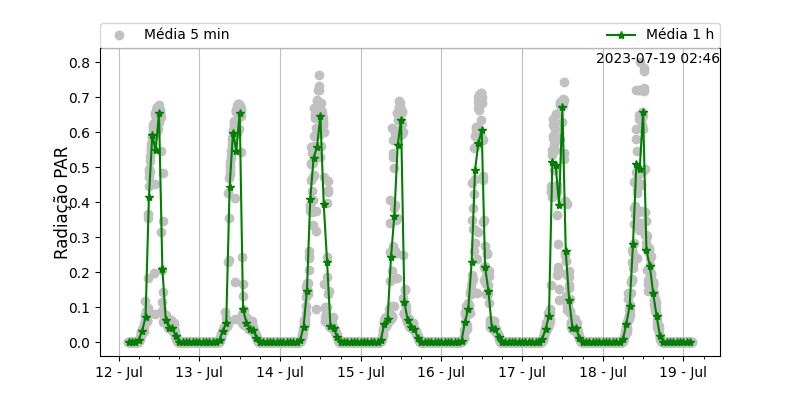 Média 5 min
Média 1 h
2023-07-19 02:46
Radiação PAR
0.8
0.7
0.6
0.5
0.4
0.3
0.2
0.1
0.0
12 - Jul
13 - Jul
14 - Jul
15 - Jul
16 - Jul
17 - Jul
18 - Jul
19 - Jul